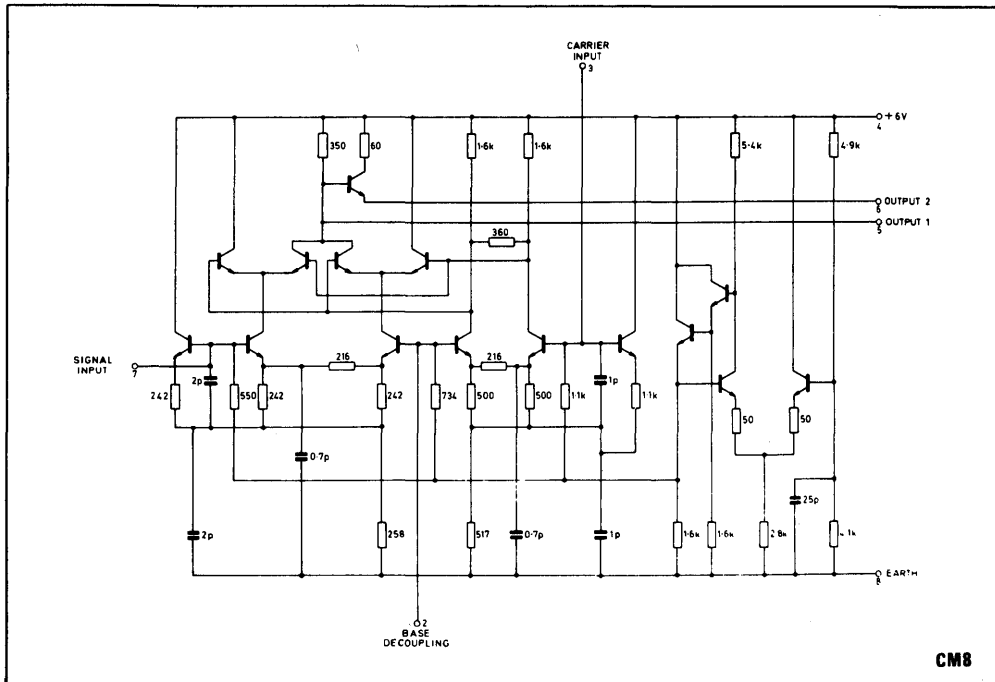 CARRIER
INPUT
3
+6V
4
350
60
1·6k
1·6k
5·4k
4·9k
OUTPUT 2
6
OUTPUT 1
5
360
SIGNAL
INPUT
7
216
216
2p
1p
242
550
242
242
734
500
500
1·1k
1·1k
50
50
0·7p
25p
2p
258
517
0·7p
1p
1·6k
1·6k
2·8k
EARTH
8
2
BASE
DECOUPLING
CM8